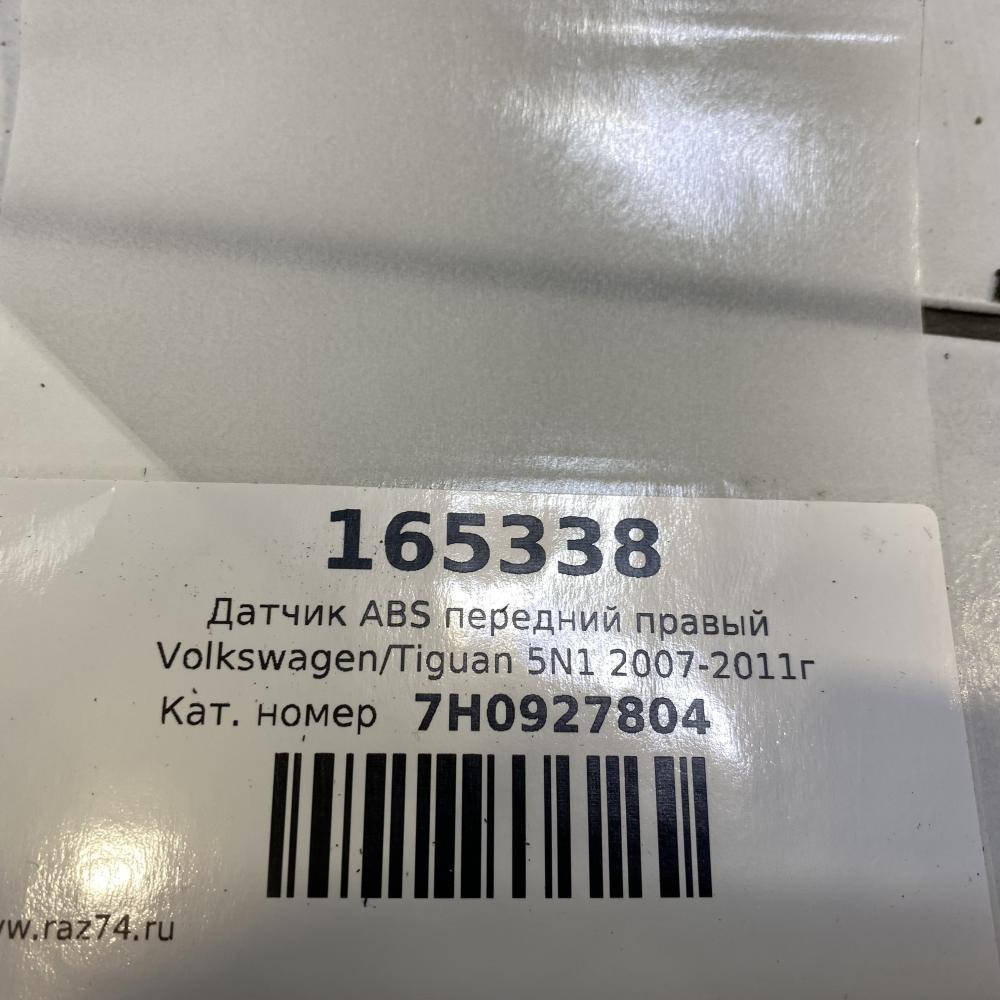 165338
Датчик ABS передний правый
Volkswagen/Tiguan 5N1 2007-2011г
Кат. номер 7H0927804
w.raz74.ru